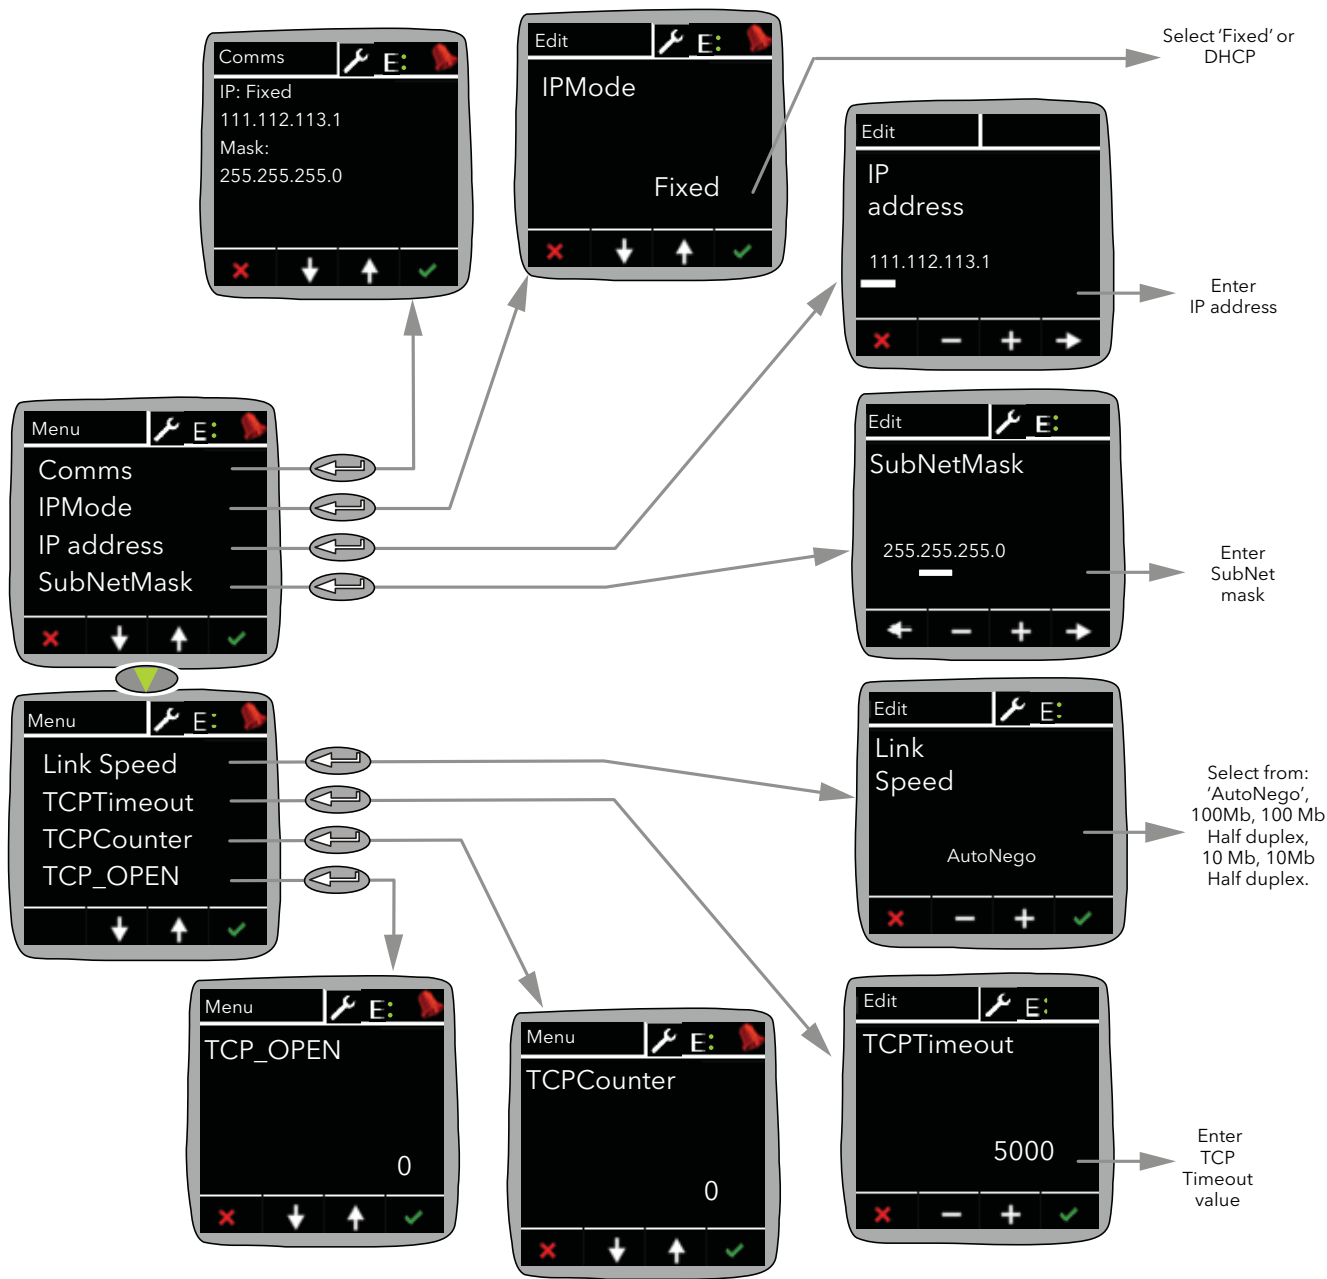 Comms
E:
IP: Fixed
111.112.113.1
Mask:
255.255.255.0
Edit
E:
IPMode
Fixed
Select ‘Fixed’ or
DHCP
Edit
IP
address
111.112.113.1
Enter
IP address
Menu
E:
Comms
IPMode
IP address
SubNetMask
Edit
E:
SubNetMask
255.255.255.0
Enter
SubNet
mask
Menu
E:
Link Speed
TCPTimeout
TCPCounter
TCP_OPEN
Edit
E:
Link
Speed
AutoNego
Select from:
‘AutoNego’,
100Mb, 100 Mb
Half duplex,
10 Mb, 10Mb
Half duplex.
Menu
E:
TCP_OPEN
0
Menu
E:
TCPCounter
0
Edit
E:
TCPTimeout
5000
Enter
TCP
Timeout
value